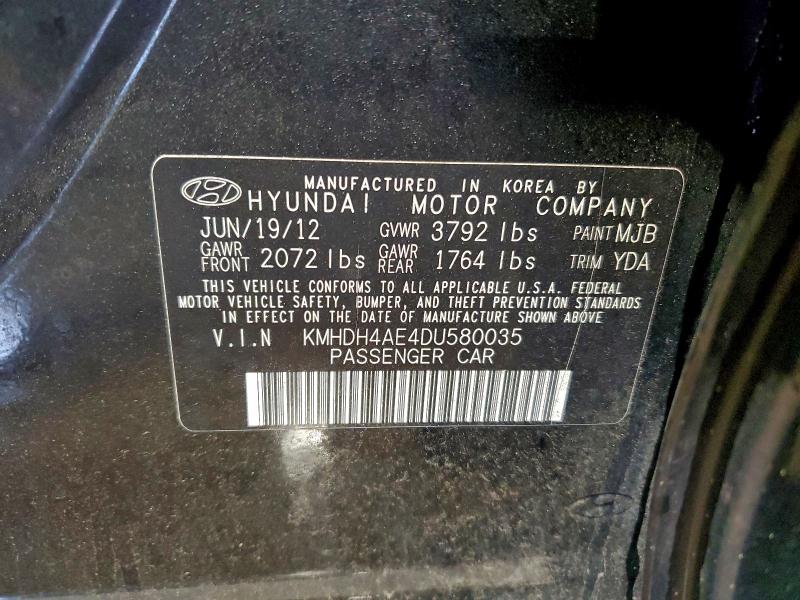 MANUFACTURED IN KOREA BY
HYUNDAI MOTOR COMPANY
JUN/19/12 GVWR 3792 lbs PAINT MJB
GAWR FRONT 2072 lbs GAWR REAR 1764 lbs TRIM YDA
THIS VEHICLE CONFORMS TO ALL APPLICABLE U.S.A. FEDERAL
MOTOR VEHICLE SAFETY, BUMPER, AND THEFT PREVENTION STANDARDS
IN EFFECT ON THE DATE OF MANUFACTURE SHOWN ABOVE
V.I.N KMHDH4AE4DU580035
PASSENGER CAR